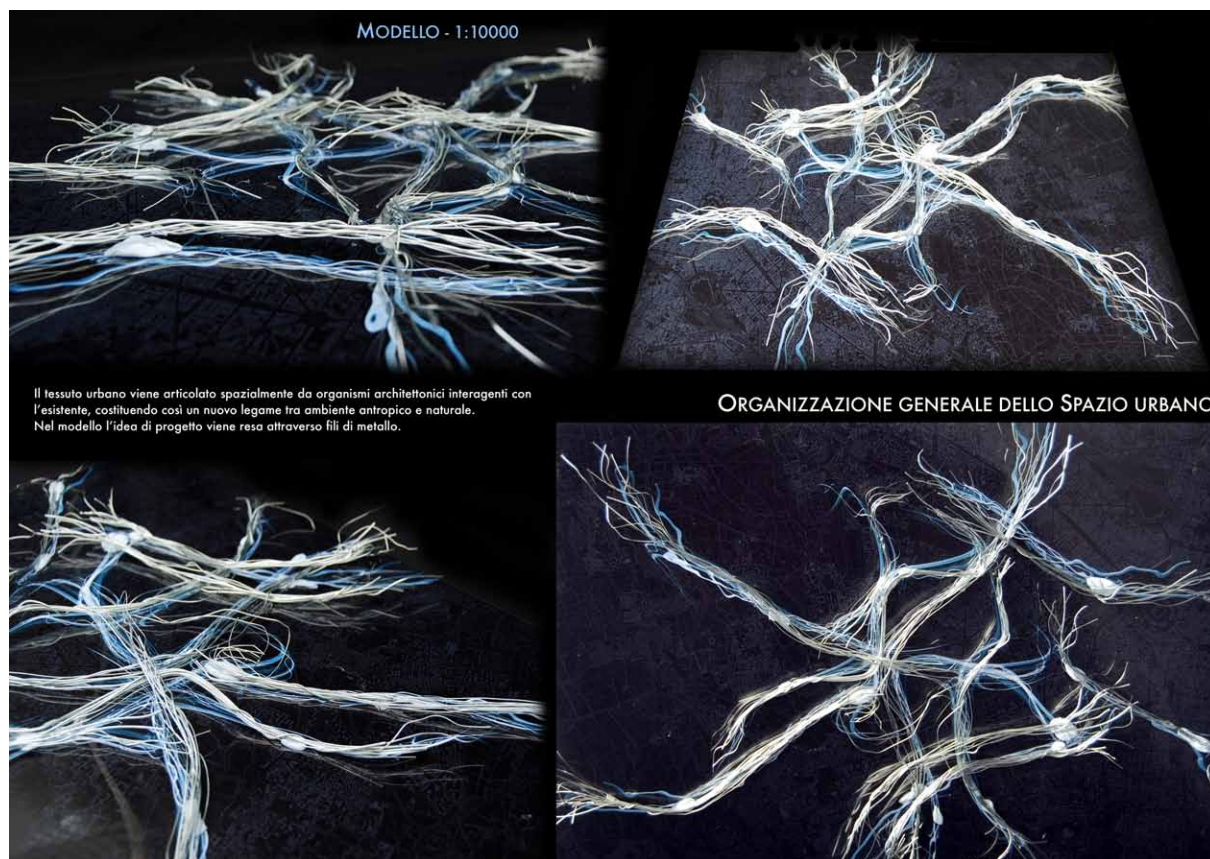 MODELLO - 1:10000
Il tessuto urbano viene articolato spazialmente da organismi architettonici interagenti con
l'esistente, costituendo così un nuovo legame tra ambiente antropico e naturale.
Nel modello l'idea di progetto viene resa attraverso fili di metallo.
ORGANIZZAZIONE GENERALE DELLO SPAZIO URBANO